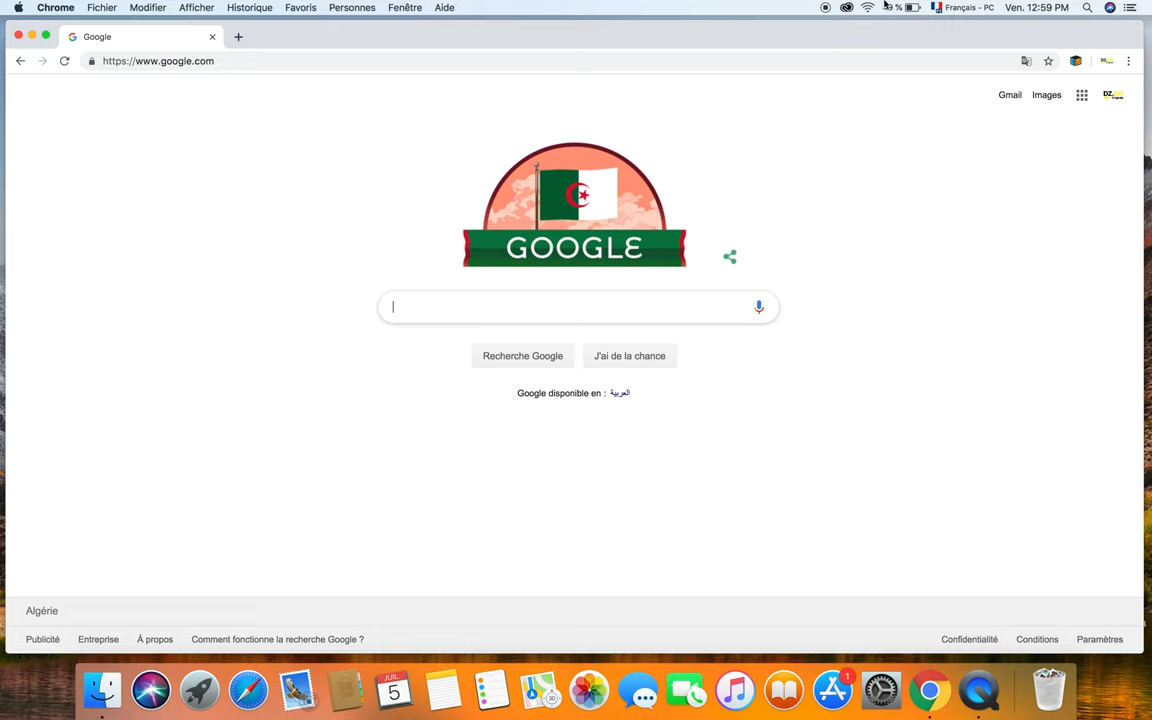 Chrome Fichier Modifier Afficher Historique Favoris Personnes Fenêtre Aide
% Français - PC Ven. 12:59 PM
Google
https://www.google.com
Gmail Images
GOOGLE
Recherche Google J'ai de la chance
Google disponible en : العربية
Algérie
Publicité Entreprise À propos Comment fonctionne la recherche Google ? Confidentialité Conditions Paramètres
JUIL
5
3D
1